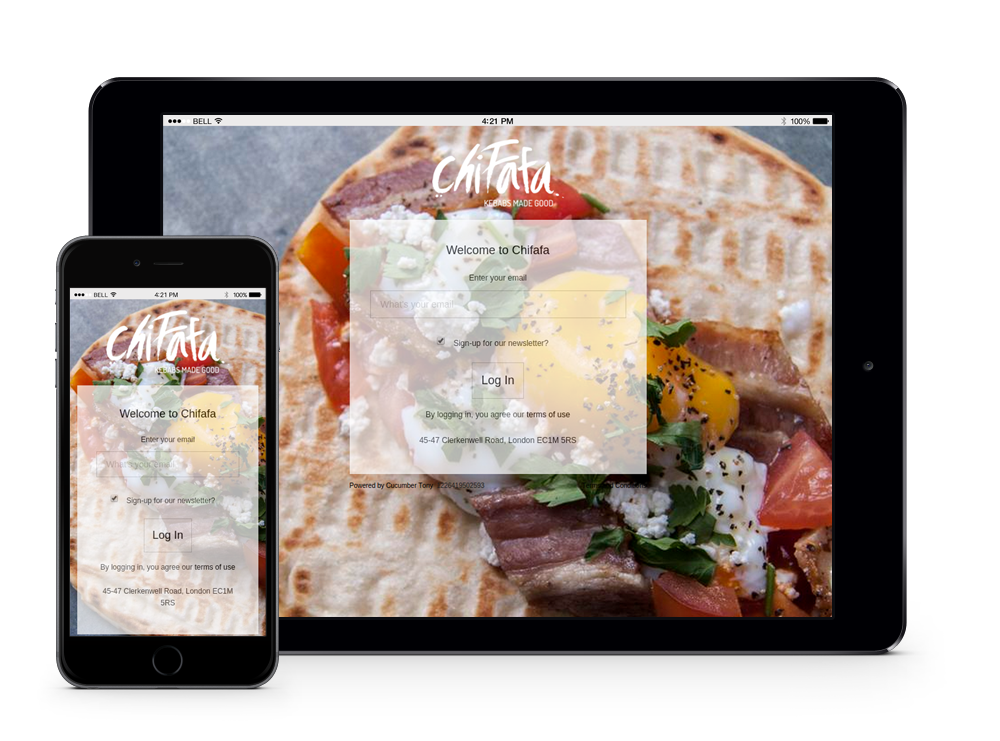 BELL
4:21 PM
100%
chiFafa
KEBABS MADE GOOD
Welcome to Chifafa
Enter your email
What's your email
Sign-up for our newsletter?
Log In
By logging in, you agree our terms of use
45-47 Clerkenwell Road, London EC1M 5RS
Powered by Cucumber Tony
BELL
4:21 PM
100%
chiFafa
KEBABS MADE GOOD
Welcome to Chifafa
Enter your email
What's your email
Sign-up for our newsletter?
Log In
By logging in, you agree our terms of use
45-47 Clerkenwell Road, London EC1M
5RS